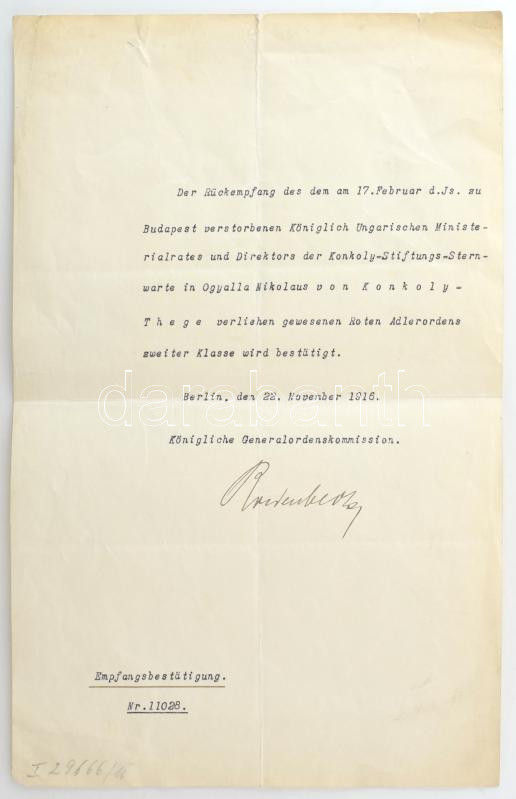 Der Rückempfang des dem am 17.Februar d.Js. zu
Budapest verstorbenen Königlich Ungarischen Ministe-
rialrates und Direktors der Konkoly-Stiftungs-Stern-
warte in Ogyalla Nikolaus von Konkoly-
Thege verliehen gewesenen Roten Adlerordens
zweiter Klasse wird bestätigt.
Berlin, den 22. November 1916.
darabanth
Königliche Generalordenskommission.
Empfangsbestätigung.
Nr.11028.
I 29666/